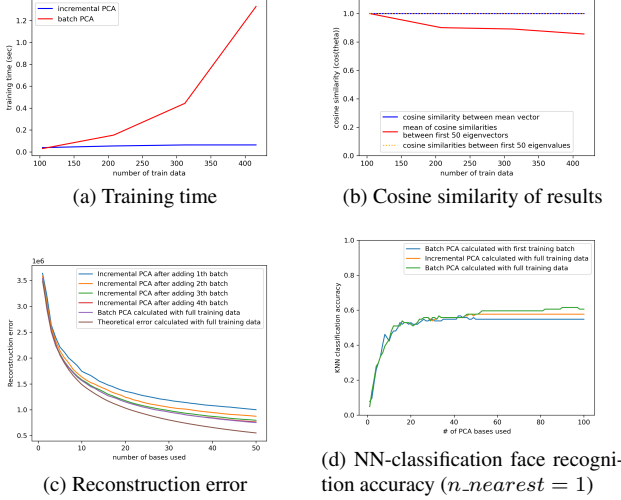 incremental PCA
batch PCA
training time (sec)
1.2
1.0
0.8
0.6
0.4
0.2
0.0
100 150 200 250 300 350 400
number of train data
(a) Training time
cosine similarity (cos(theta))
1.0
0.8
0.6
0.4
0.2
0.0
cosine similarity between mean vector
mean of cosine similarities
between first 50 eigenvectors
cosine similarities between first 50 eigenvalues
100 150 200 250 300 350 400
number of train data
(b) Cosine similarity of results
1e6
Reconstruction error
3.5
3.0
2.5
2.0
1.5
1.0
0.5
Incremental PCA after adding 1th batch
Incremental PCA after adding 2th batch
Incremental PCA after adding 3th batch
Incremental PCA after adding 4th batch
Batch PCA calculated with full training data
Theoretical error calculated with full training data
0 10 20 30 40 50
number of bases used
(c) Reconstruction error
KNN classification accuracy
1.0
0.8
0.6
0.4
0.2
0.0
Batch PCA calculated with first training batch
Incremental PCA calculated with full training data
Batch PCA calculated with full training data
0 20 40 60 80 100
# of PCA bases used
(d) NN-classification face recogni-
tion accuracy (n_nearest = 1)